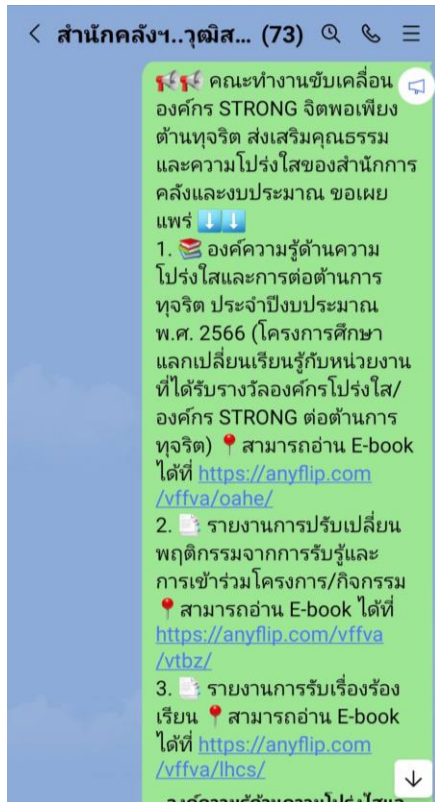 สำนักคลังฯ..วุฒิส... (73)
📢📢 คณะทำงานขับเคลื่อน
องค์กร STRONG จิตพอเพียง
ต้านทุจริต ส่งเสริมคุณธรรม
และความโปร่งใสของสำนักการ
คลังและงบประมาณ ขอเผย
แพร่ ⬇️⬇️
1. 📚 องค์ความรู้ด้านความ
โปร่งใสและการต่อต้านการ
ทุจริต ประจำปีงบประมาณ
พ.ศ. 2566 (โครงการศึกษา
แลกเปลี่ยนเรียนรู้กับหน่วยงาน
ที่ได้รับรางวัลองค์กรโปร่งใส/
องค์กร STRONG ต่อต้านการ
ทุจริต) 📍 สามารถอ่าน E-book
ได้ที่ https://anyflip.com
/vffva/oahe/
2. 📑 รายงานการปรับเปลี่ยน
พฤติกรรมจากการรับรู้และ
การเข้าร่วมโครงการ/กิจกรรม
📍 สามารถอ่าน E-book ได้ที่
https://anyflip.com/vffva
/vtbz/
3. 📑 รายงานการรับเรื่องร้อง
เรียน 📍 สามารถอ่าน E-book
ได้ที่ https://anyflip.com
/vffva/lhcs/